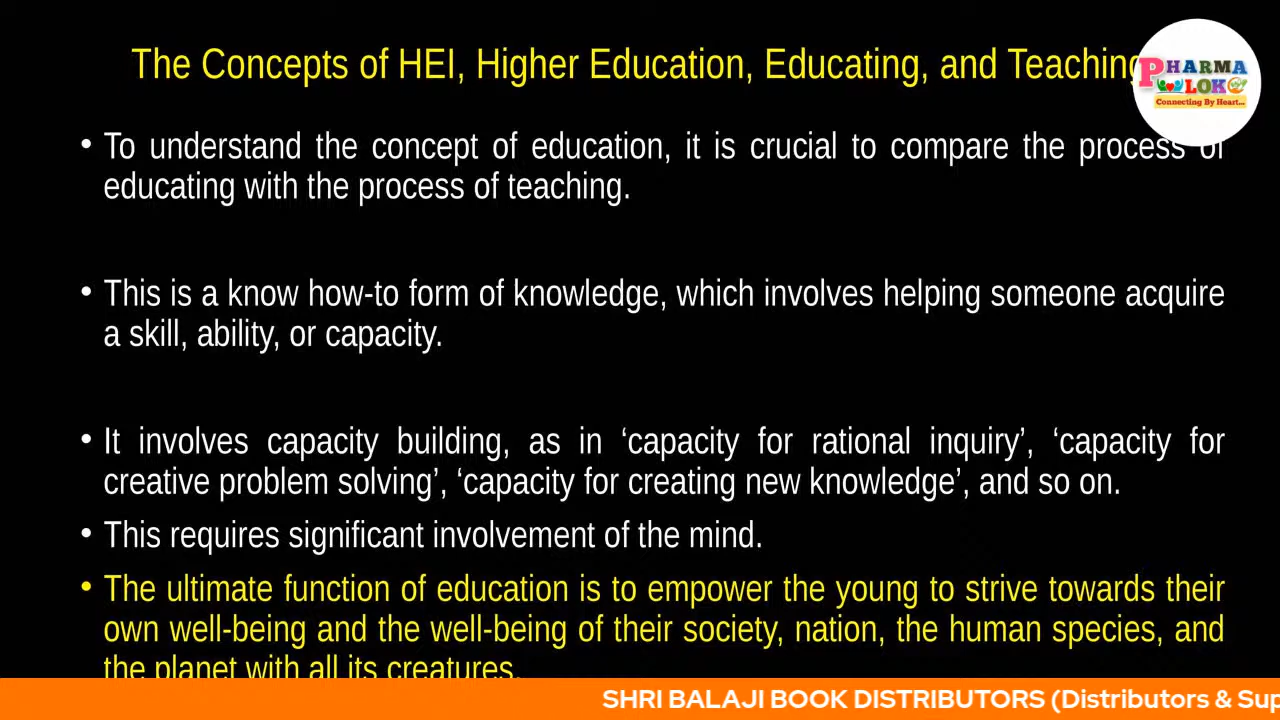 The Concepts of HEI, Higher Education, Educating, and Teaching
PHARMA
LOK
Connecting By Heart...
• To understand the concept of education, it is crucial to compare the process of
educating with the process of teaching.
• This is a know how-to form of knowledge, which involves helping someone acquire
a skill, ability, or capacity.
• It involves capacity building, as in ‘capacity for rational inquiry’, ‘capacity for
creative problem solving’, ‘capacity for creating new knowledge’, and so on.
• This requires significant involvement of the mind.
• The ultimate function of education is to empower the young to strive towards their
own well-being and the well-being of their society, nation, the human species, and
the planet with all its creatures.
SHRI BALAJI BOOK DISTRIBUTORS (Distributors & Sup